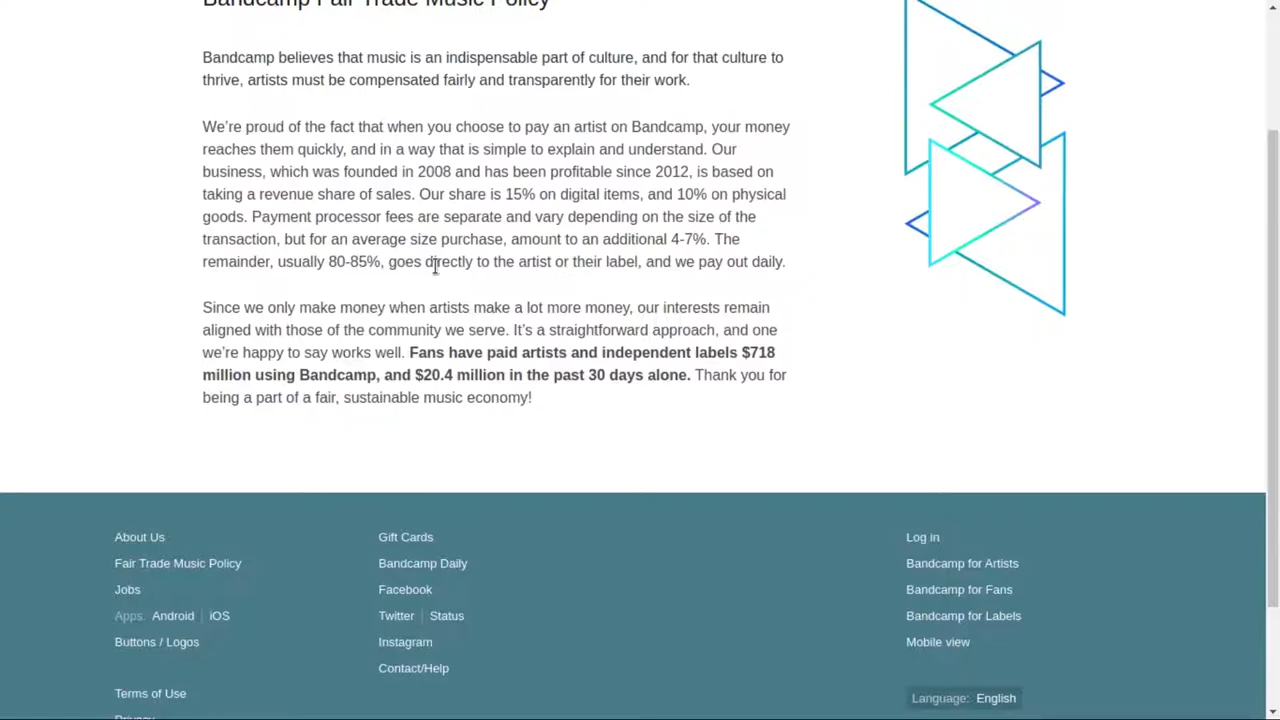 Bandcamp Fair Trade Music Policy
Bandcamp believes that music is an indispensable part of culture, and for that culture to
thrive, artists must be compensated fairly and transparently for their work.
We’re proud of the fact that when you choose to pay an artist on Bandcamp, your money
reaches them quickly, and in a way that is simple to explain and understand. Our
business, which was founded in 2008 and has been profitable since 2012, is based on
taking a revenue share of sales. Our share is 15% on digital items, and 10% on physical
goods. Payment processor fees are separate and vary depending on the size of the
transaction, but for an average size purchase, amount to an additional 4-7%. The
remainder, usually 80-85%, goes directly to the artist or their label, and we pay out daily.
Since we only make money when artists make a lot more money, our interests remain
aligned with those of the community we serve. It’s a straightforward approach, and one
we’re happy to say works well. Fans have paid artists and independent labels $718
million using Bandcamp, and $20.4 million in the past 30 days alone. Thank you for
being a part of a fair, sustainable music economy!
About Us
Fair Trade Music Policy
Jobs
Apps: Android | iOS
Buttons / Logos
Terms of Use
Privacy
Gift Cards
Bandcamp Daily
Facebook
Twitter | Status
Instagram
Contact/Help
Log in
Bandcamp for Artists
Bandcamp for Fans
Bandcamp for Labels
Mobile view
Language: English